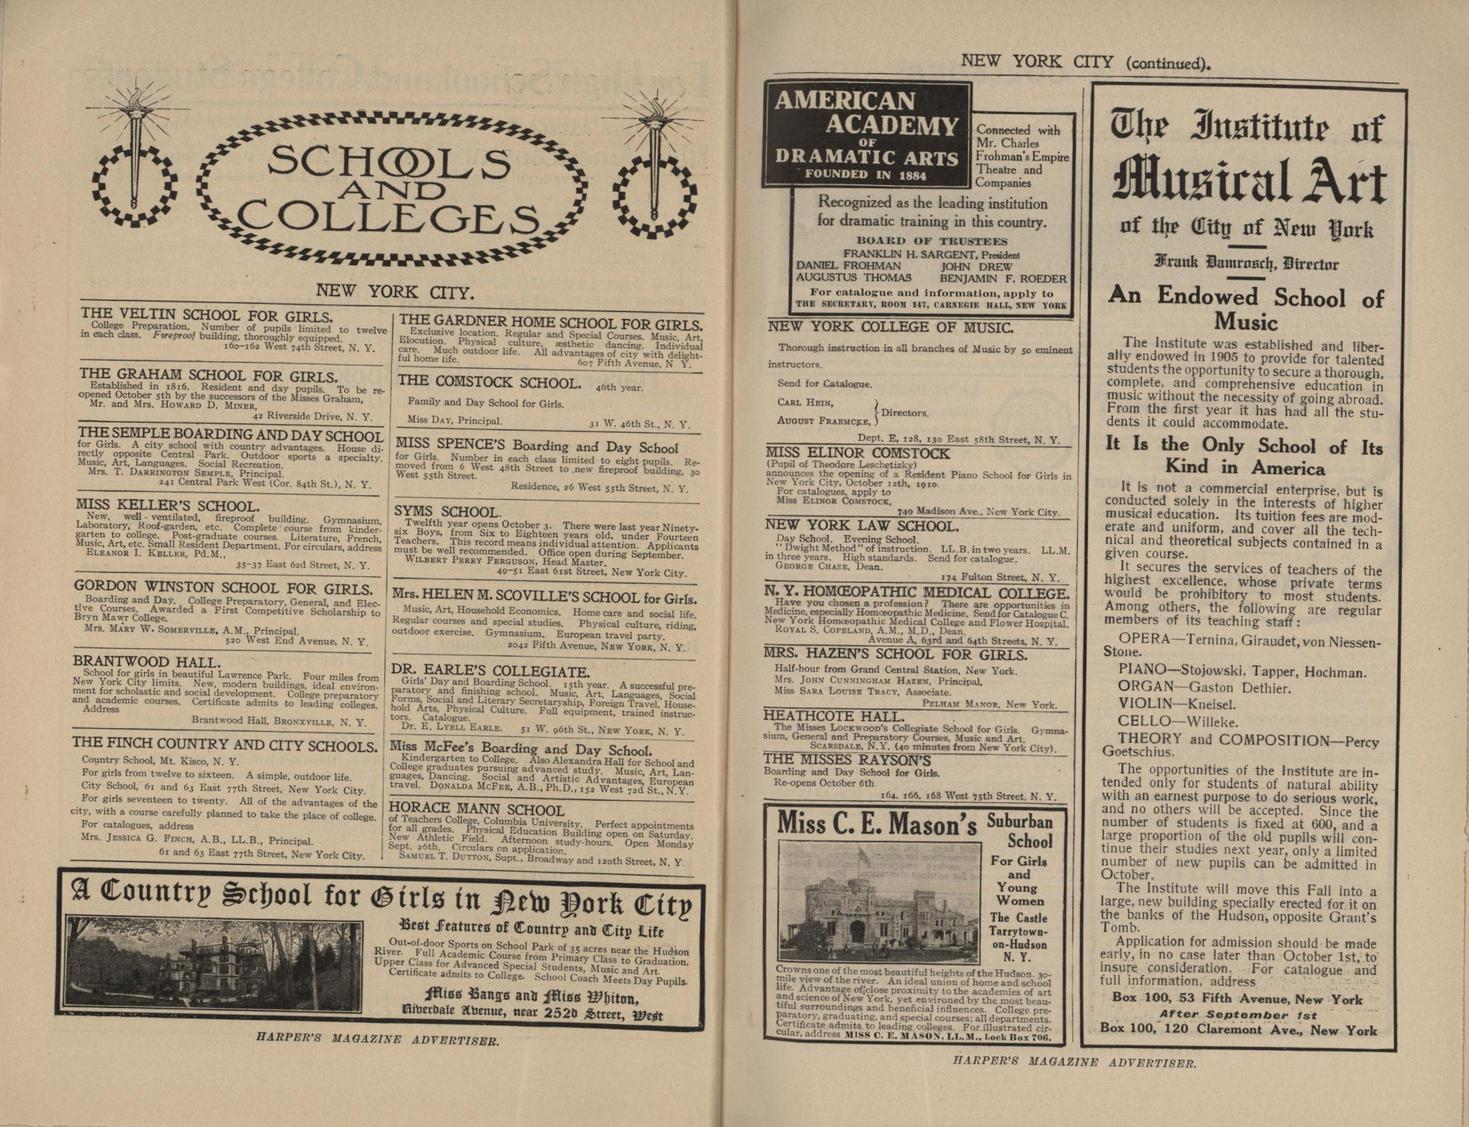 SCHOOLS
AND
COLLEGES
NEW YORK CITY.
THE VELTIN SCHOOL FOR GIRLS.
College Preparation. Number of pupils limited to twelve
in each class. Fireproof building, thoroughly equipped.
160-162 West 74th Street, N. Y.
THE GRAHAM SCHOOL FOR GIRLS.
Established in 1816. Resident and day pupils. To be re-
opened October 5th by the successors of the Misses Graham,
Mr. and Mrs. HOWARD D. MINER,
42 Riverside Drive, N. Y.
THE SEMPLE BOARDING AND DAY SCHOOL
for Girls. A city school with country advantages. House di-
rectly opposite Central Park. Outdoor sports a specialty.
Music, Art, Languages. Social Recreation.
Mrs. T. DARRINGTON SEMPLE, Principal.
241 Central Park West (Cor. 84th St.), N. Y.
MISS KELLER'S SCHOOL.
New, well-ventilated, fireproof building. Gymnasium,
Laboratory, Roof-garden, etc. Complete course from kinder-
garten to college. Post-graduate courses. Literature, French,
Music, Art, etc. Small Resident Department. For circulars, address
ELEANOR I. KELLER, Pd.M.,
35-37 East 62d Street, N. Y.
GORDON WINSTON SCHOOL FOR GIRLS.
Boarding and Day. College Preparatory, General, and Elec-
tive Courses. Awarded a First Competitive Scholarship to
Bryn Mawr College.
Mrs. MARY W. SOMERVILLE, A.M., Principal.
520 West End Avenue, N. Y.
BRANTWOOD HALL.
School for girls in beautiful Lawrence Park. Four miles from
New York City limits. New, modern buildings, ideal environ-
ment for scholastic and social development. College preparatory
and academic courses. Certificate admits to leading colleges.
Address
Brantwood Hall, BRONXVILLE, N. Y.
THE FINCH COUNTRY AND CITY SCHOOLS.
Country School, Mt. Kisco, N. Y.
For girls from twelve to sixteen. A simple, outdoor life.
City School, 61 and 63 East 77th Street, New York City.
For girls seventeen to twenty. All of the advantages of the
city, with a course carefully planned to take the place of college.
For catalogues, address
Mrs. JESSICA G. FINCH, A.B., LL.B., Principal.
61 and 63 East 77th Street, New York City.
THE GARDNER HOME SCHOOL FOR GIRLS.
Exclusive location. Regular and Special Courses. Music, Art,
Elocution. Physical culture, æsthetic dancing. Individual
care. Much outdoor life. All advantages of city with delight-
ful home life.
607 Fifth Avenue, N Y.
THE COMSTOCK SCHOOL. 46th year.
Family and Day School for Girls.
Miss DAY, Principal. 31 W. 46th St., N. Y.
MISS SPENCE'S Boarding and Day School
for Girls. Number in each class limited to eight pupils. Re-
moved from 6 West 48th Street to new fireproof building, 30
West 55th Street.
Residence, 26 West 55th Street, N. Y.
SYMS SCHOOL.
Twelfth year opens October 3. There were last year Ninety-
six Boys, from Six to Eighteen years old, under Fourteen
Teachers. This record means individual attention. Applicants
must be well recommended. Office open during September.
WILBERT PERRY FERGUSON, Head Master.
49-51 East 61st Street, New York City.
Mrs. HELEN M. SCOVILLE'S SCHOOL for Girls.
Music, Art, Household Economics. Home care and social life.
Regular courses and special studies. Physical culture, riding,
outdoor exercise. Gymnasium, European travel party.
2042 Fifth Avenue, NEW YORK, N. Y.
DR. EARLE'S COLLEGIATE.
Girls' Day and Boarding School. 15th year. A successful pre-
paratory and finishing school. Music, Art, Languages, Social
Forms, Social and Literary Secretaryship, Foreign Travel, House-
hold Arts, Physical Culture. Full equipment, trained instruc-
tors. Catalogue.
Dr. E. LYELL EARLE. 51 W. 96th St., NEW YORK, N. Y.
Miss McFee's Boarding and Day School.
Kindergarten to College. Also Alexandra Hall for School and
College graduates pursuing advanced study. Music, Art, Lan-
guages, Dancing. Social and Artistic Advantages, European
travel. DONALDA MCFEE, A.B., Ph.D., 152 West 72d St., N.Y.
HORACE MANN SCHOOL
of Teachers College, Columbia University. Perfect appointments
for all grades. Physical Education Building open on Saturday.
New Athletic Field. Afternoon study-hours. Open Monday
Sept. 26th. Circulars on application.
SAMUEL T. DUTTON, Supt., Broadway and 120th Street, N. Y.
A Country School for Girls in New York City
Best Features of Country and City Life
Out-of-door Sports on School Park of 35 acres near the Hudson
River. Full Academic Course from Primary Class to Graduation.
Upper Class for Advanced Special Students, Music and Art.
Certificate admits to College. School Coach Meets Day Pupils.
Miss Bangs and Miss Whiton,
Riverdale Avenue, near 252d Street, West
HARPER'S MAGAZINE ADVERTISER.
NEW YORK CITY (continued).
AMERICAN
ACADEMY
OF
DRAMATIC ARTS
FOUNDED IN 1884
Connected with
Mr. Charles
Frohman's Empire
Theatre and
Companies
Recognized as the leading institution
for dramatic training in this country.
BOARD OF TRUSTEES
FRANKLIN H. SARGENT, President
DANIEL FROHMAN JOHN DREW
AUGUSTUS THOMAS BENJAMIN F. ROEDER
For catalogue and information, apply to
THE SECRETARY, ROOM 147, CARNEGIE HALL, NEW YORK
NEW YORK COLLEGE OF MUSIC.
Thorough instruction in all branches of Music by 50 eminent
instructors.
Send for Catalogue.
CARL HEIN,
AUGUST FRAEMCKE, } Directors.
Dept. E, 128, 130 East 58th Street, N. Y.
MISS ELINOR COMSTOCK
(Pupil of Theodore Leschetizky)
announces the opening of a Resident Piano School for Girls in
New York City, October 12th, 1910.
For catalogues, apply to
Miss ELINOR COMSTOCK,
740 Madison Ave., New York City.
NEW YORK LAW SCHOOL.
Day School. Evening School.
"Dwight Method" of instruction. LL.B. in two years. LL.M.
in three years. High standards. Send for catalogue.
GEORGE CHASE, Dean.
174 Fulton Street, N. Y.
N. Y. HOMŒOPATHIC MEDICAL COLLEGE.
Have you chosen a profession? There are opportunities in
Medicine, especially Homœopathic Medicine. Send for Catalogue C.
New York Homœopathic Medical College and Flower Hospital.
ROYAL S. COPELAND, A.M., M.D., Dean.
Avenue A, 63rd and 64th Streets, N. Y.
MRS. HAZEN'S SCHOOL FOR GIRLS.
Half-hour from Grand Central Station, New York.
Mrs. JOHN CUNNINGHAM HAZEN, Principal,
Miss SARA LOUISE TRACY, Associate.
PELHAM MANOR, New York.
HEATHCOTE HALL.
The Misses LOCKWOOD'S Collegiate School for Girls. Gymna-
sium, General and Preparatory Courses, Music and Art.
SCARSDALE, N.Y. (40 minutes from New York City).
THE MISSES RAYSON'S
Boarding and Day School for Girls.
Re-opens October 6th.
164, 166, 168 West 75th Street, N. Y.
Miss C. E. Mason's Suburban
School
For Girls
and
Young
Women
The Castle
Tarrytown-
on-Hudson
N. Y.
Crowns one of the most beautiful heights of the Hudson. 30-
mile view of the river. An ideal union of home and school
life. Advantage of close proximity to the academies of art
and science of New York, yet environed by the most beau-
tiful surroundings and beneficial influences. College pre-
paratory, graduating, and special courses; all departments.
Certificate admits to leading colleges. For illustrated cir-
cular, address MISS C. E. MASON, LL.M., Lock Box 706.
The Institute of
Musical Art
of the City of New York
Frank Damrosch, Director
An Endowed School of
Music
The Institute was established and liber-
ally endowed in 1905 to provide for talented
students the opportunity to secure a thorough,
complete, and comprehensive education in
music without the necessity of going abroad.
From the first year it has had all the stu-
dents it could accommodate.
It Is the Only School of Its
Kind in America
It is not a commercial enterprise, but is
conducted solely in the interests of higher
musical education. Its tuition fees are mod-
erate and uniform, and cover all the tech-
nical and theoretical subjects contained in a
given course.
It secures the services of teachers of the
highest excellence, whose private terms
would be prohibitory to most students.
Among others, the following are regular
members of its teaching staff:
OPERA—Ternina, Giraudet, von Niessen-
Stone.
PIANO—Stojowski, Tapper, Hochman.
ORGAN—Gaston Dethier.
VIOLIN—Kneisel.
CELLO—Willeke.
THEORY and COMPOSITION—Percy
Goetschius.
The opportunities of the Institute are in-
tended only for students of natural ability
with an earnest purpose to do serious work,
and no others will be accepted. Since the
number of students is fixed at 600, and a
large proportion of the old pupils will con-
tinue their studies next year, only a limited
number of new pupils can be admitted in
October.
The Institute will move this Fall into a
large, new building specially erected for it on
the banks of the Hudson, opposite Grant's
Tomb.
Application for admission should be made
early, in no case later than October 1st, to
insure consideration. For catalogue and
full information, address
Box 100, 53 Fifth Avenue, New York
After September 1st
Box 100, 120 Claremont Ave., New York
HARPER'S MAGAZINE ADVERTISER.